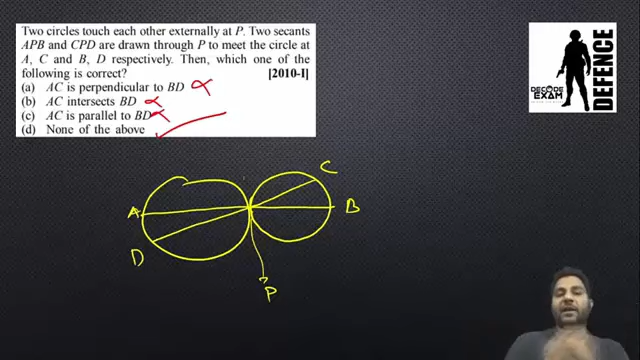 Two circles touch each other externally at P. Two secants
APB and CPD are drawn through P to meet the circle at
A, C and B, D respectively. Then, which one of the
following is correct? [2010-I]
(a) AC is perpendicular to BD
(b) AC intersects BD
(c) AC is parallel to BD
(d) None of the above
DECODE EXAM
DEFENCE
C
A
B
D
P